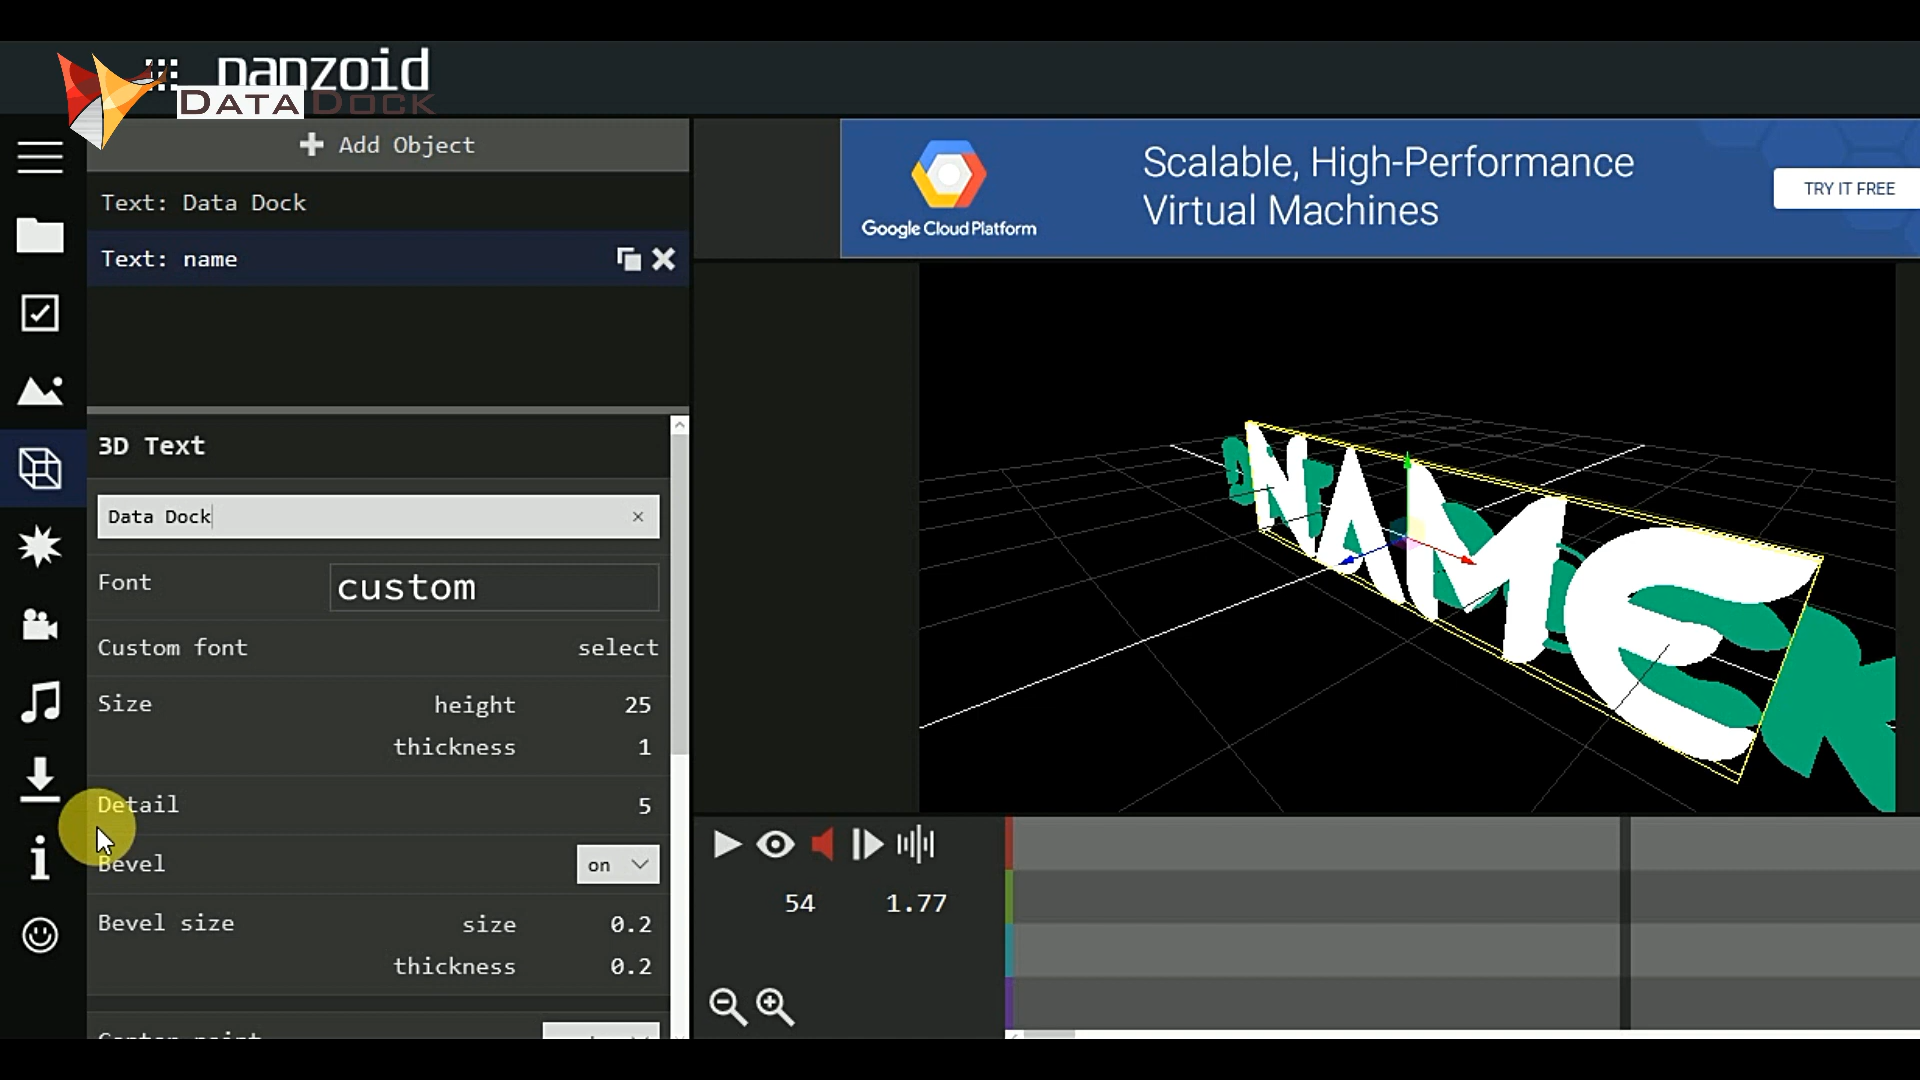 panzoid
DATA DOCK
Add Object
Text: Data Dock
Text: name
3D Text
Data Dock
Font custom
Custom font select
Size height 25
thickness 1
Detail 5
Bevel on
Bevel size size 0.2
thickness 0.2
Google Cloud Platform
Scalable, High-Performance
Virtual Machines
TRY IT FREE
NAME
54 1.77